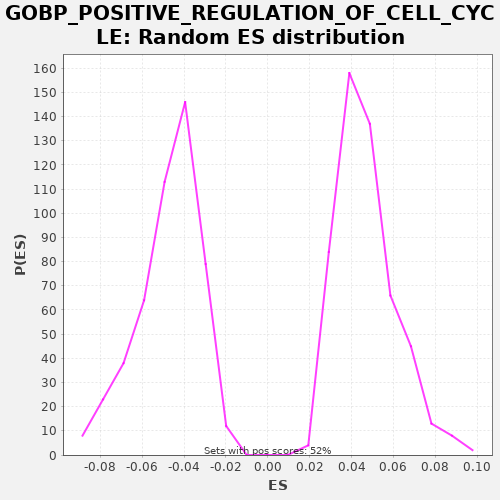 GOBP_POSITIVE_REGULATION_OF_CELL_CYC
LE: Random ES distribution
160
150
140
130
120
110
100
90
80
70
60
50
40
30
20
10
0
P(ES)
Sets with pos scores: 52%
-0.08 -0.06 -0.04 -0.02 0.00 0.02 0.04 0.06 0.08 0.10
ES